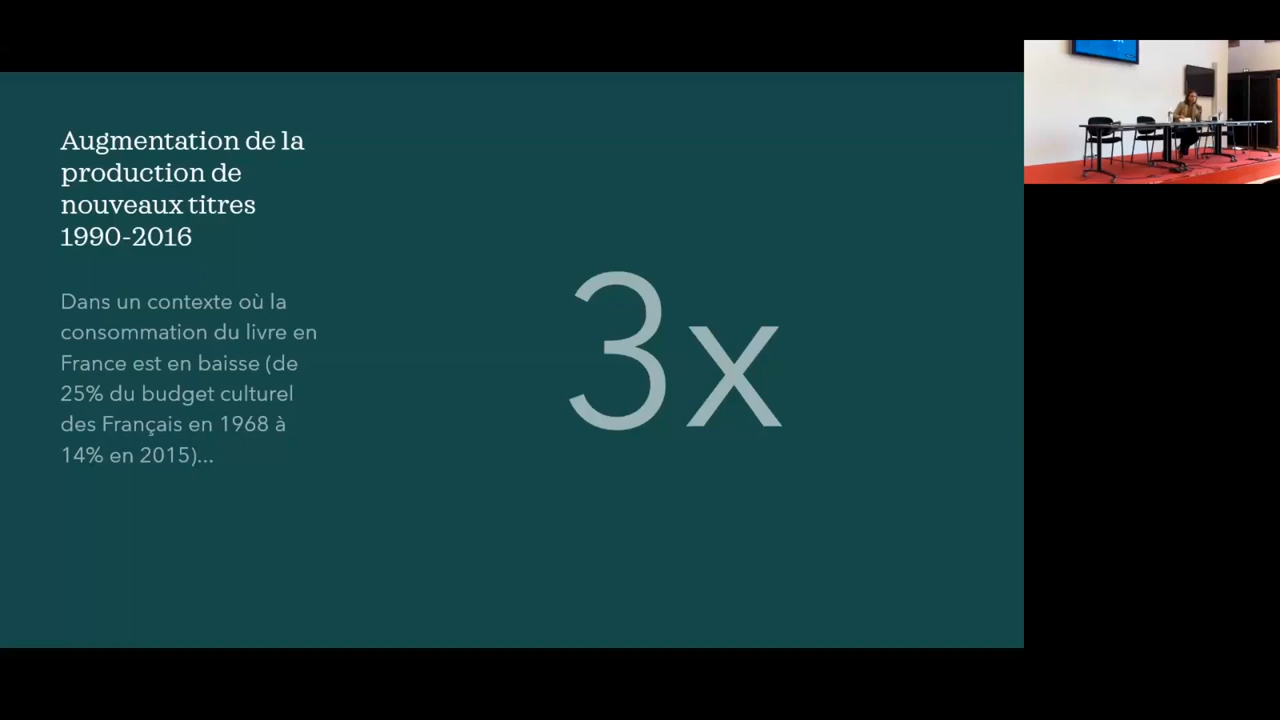 Augmentation de la
production de
nouveaux titres
1990-2016
Dans un contexte où la
consommation du livre en
France est en baisse (de
25% du budget culturel
des Français en 1968 à
14% en 2015)...
3x